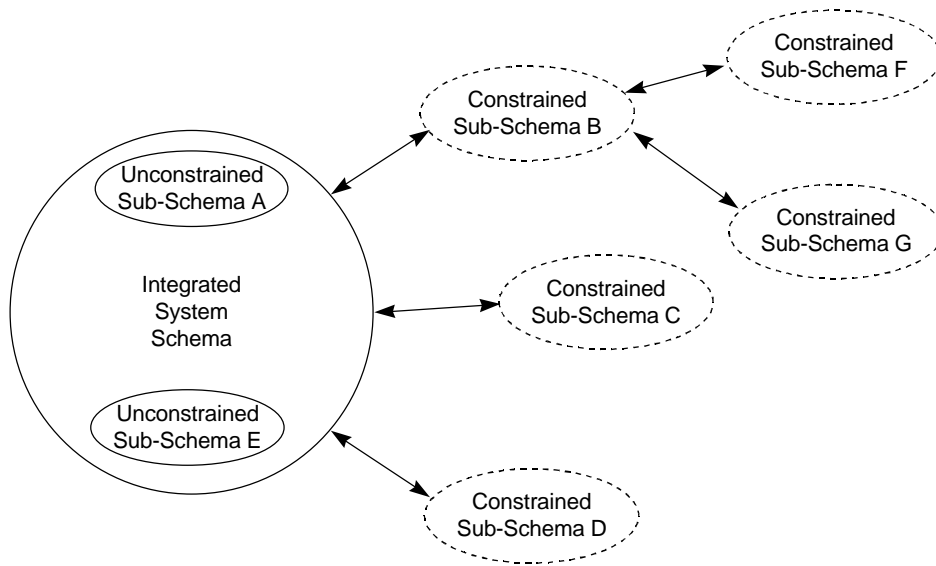 Constrained
Sub-Schema F
Constrained
Sub-Schema B
Unconstrained
Sub-Schema A
Constrained
Sub-Schema G
Integrated
System
Schema
Constrained
Sub-Schema C
Unconstrained
Sub-Schema E
Constrained
Sub-Schema D